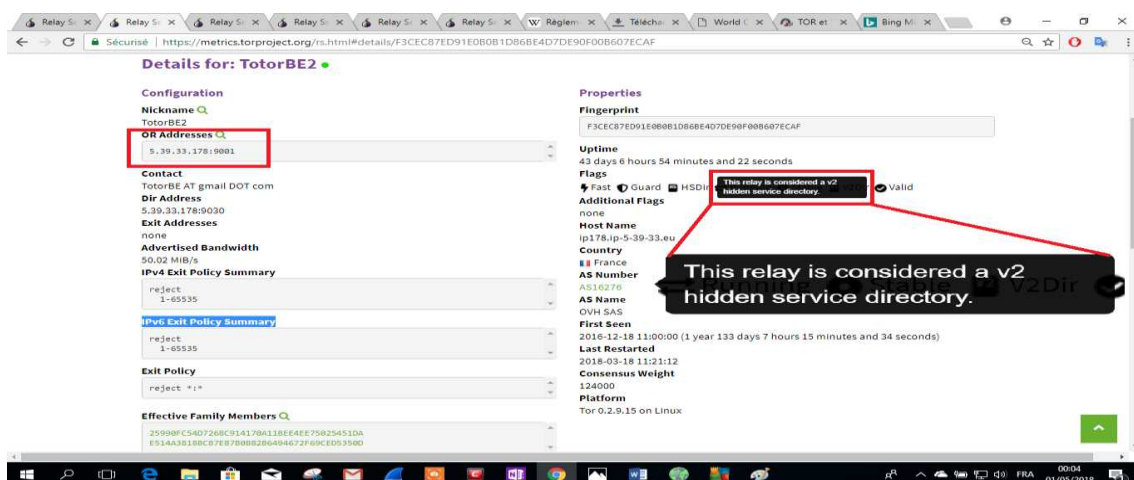 Relay Se
Relay Se
Relay Se
Relay Se
Relay Se
Relay Se
Règlem
Télécha
World C
TOR et
Bing M
Sécurisé
https://metrics.torproject.org/rs.html#details/F3CEC87ED91E0B0B1D86BE4D7DE90F00B607ECAF
Details for: TotorBE2
Configuration
Nickname
TotorBE2
OR Addresses
5.39.33.178:9001
Contact
TotorBE AT gmail DOT com
Dir Address
5.39.33.178:9030
Exit Addresses
none
Advertised Bandwidth
50.02 MiB/s
IPv4 Exit Policy Summary
reject
1-65535
IPv6 Exit Policy Summary
reject
1-65535
Exit Policy
reject *:*
Effective Family Members
Properties
Fingerprint
F3CEC87ED91E0B0B1D86BE4D7DE90F00B607ECAF
Uptime
43 days 6 hours 54 minutes and 22 seconds
Flags
Fast Guard HSDir
This relay is considered a v2
hidden service directory.
V2Dir Valid
Additional Flags
none
Host Name
ip178.ip-5-39-33.eu
Country
France
AS Number
AS16276
AS Name
OVH SAS
First Seen
2016-12-18 11:00:00 (1 year 133 days 7 hours 15 minutes and 34 seconds)
Last Restarted
2018-03-18 11:21:12
Consensus Weight
124000
Platform
Tor 0.2.9.15 on Linux
This relay is considered a v2
hidden service directory.
Running Stable V2Dir
FRA
00:04
01/05/2018